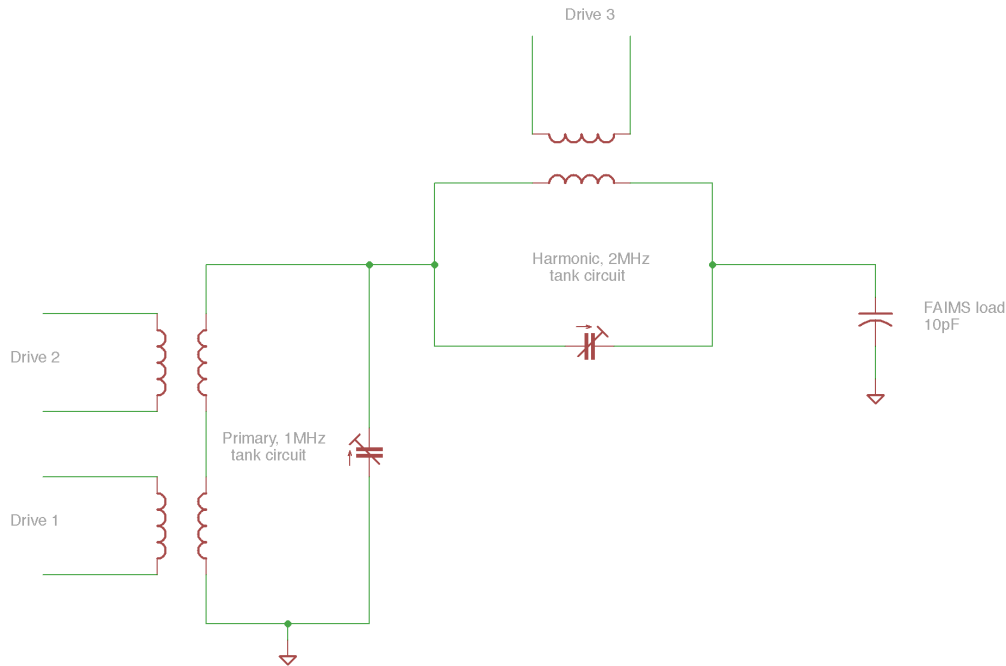 Drive 3
Harmonic, 2MHz
tank circuit
FAIMS load
10pF
Drive 2
Primary, 1MHz
tank circuit
Drive 1